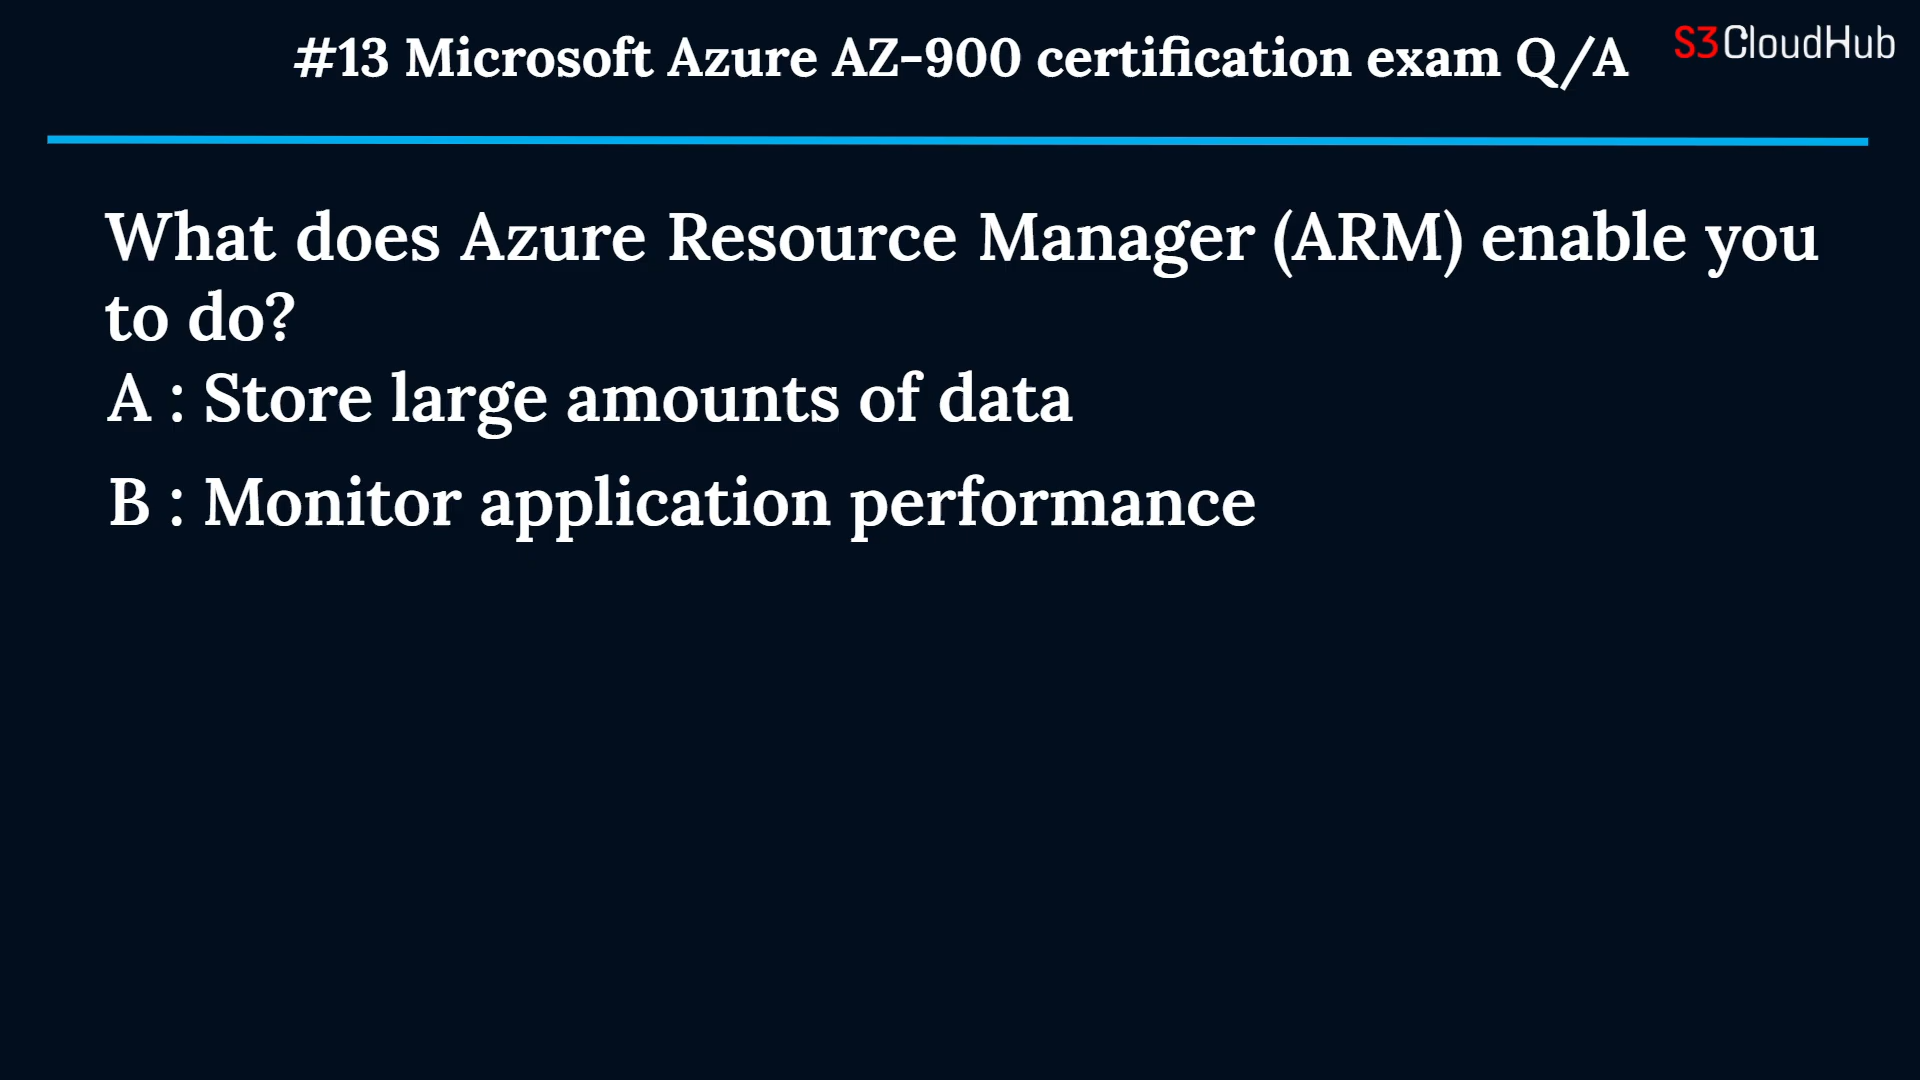 #13 Microsoft Azure AZ-900 certification exam Q/A
S3CloudHub
What does Azure Resource Manager (ARM) enable you
to do?
A : Store large amounts of data
B : Monitor application performance